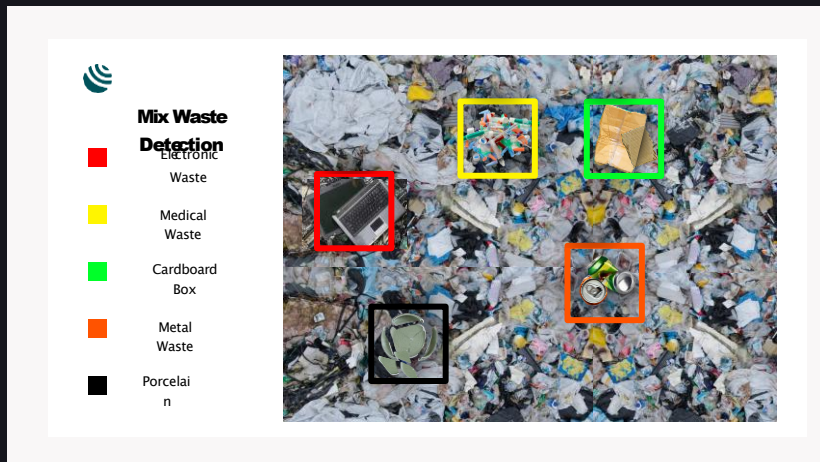 Mix Waste
Detection
Electronic
Waste
Medical
Waste
Cardboard
Box
Metal
Waste
Porcelai
n